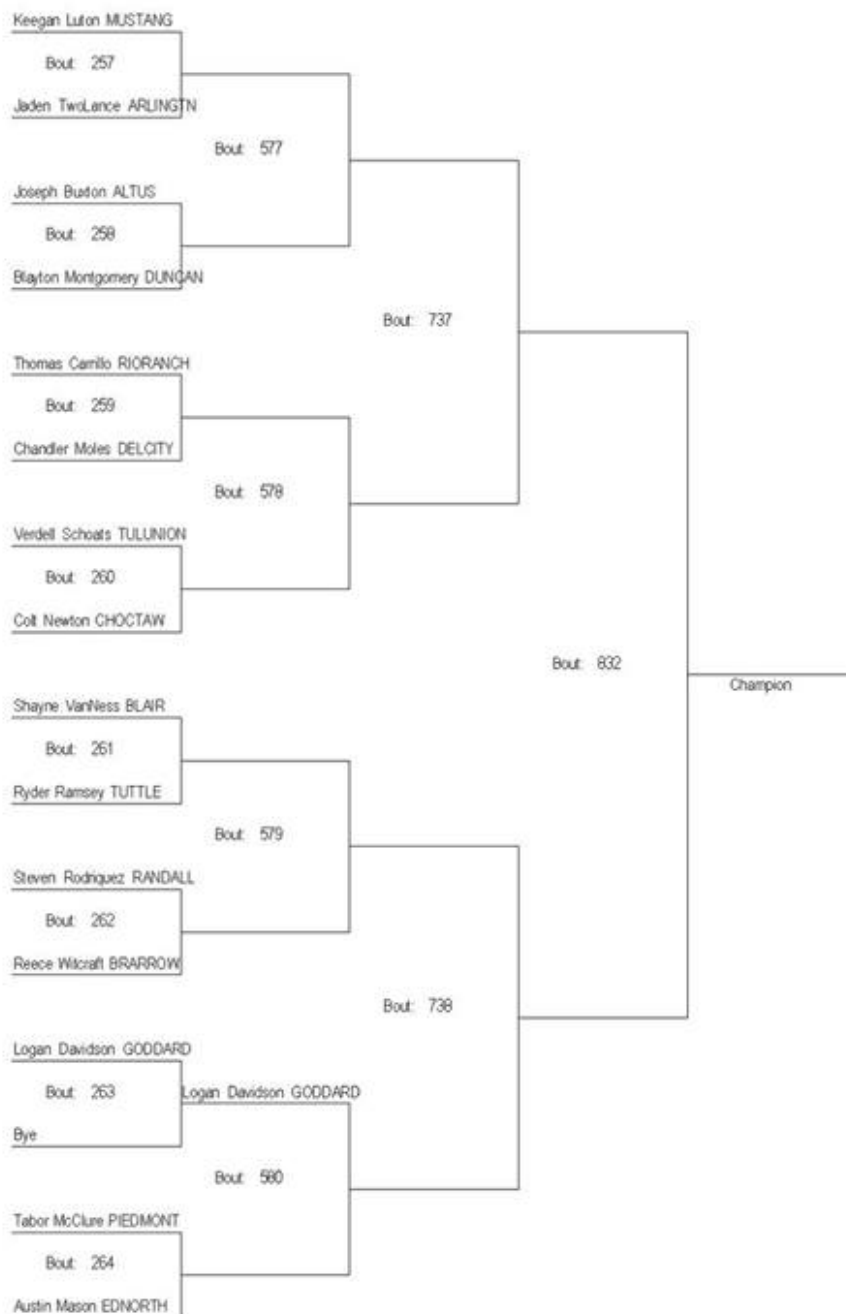 Keegan Luton MUSTANG
Bout: 257
Jaden TwoLance ARLINGTN
Bout: 577
Joseph Buxton ALTUS
Bout: 258
Blayton Montgomery DUNCAN
Bout: 737
Thomas Carrillo RIORANCH
Bout: 259
Chandler Moles DELCITY
Bout: 578
Verdell Schoats TULUNION
Bout: 260
Colt Newton CHOCTAW
Bout: 832
Champion
Shayne VanNess BLAIR
Bout: 261
Ryder Ramsey TUTTLE
Bout: 579
Steven Rodriquez RANDALL
Bout: 262
Reece Witcraft BRARROW
Bout: 738
Logan Davidson GODDARD
Bout: 263
Logan Davidson GODDARD
Bye
Bout: 580
Tabor McClure PIEDMONT
Bout: 264
Austin Mason EDNORTH